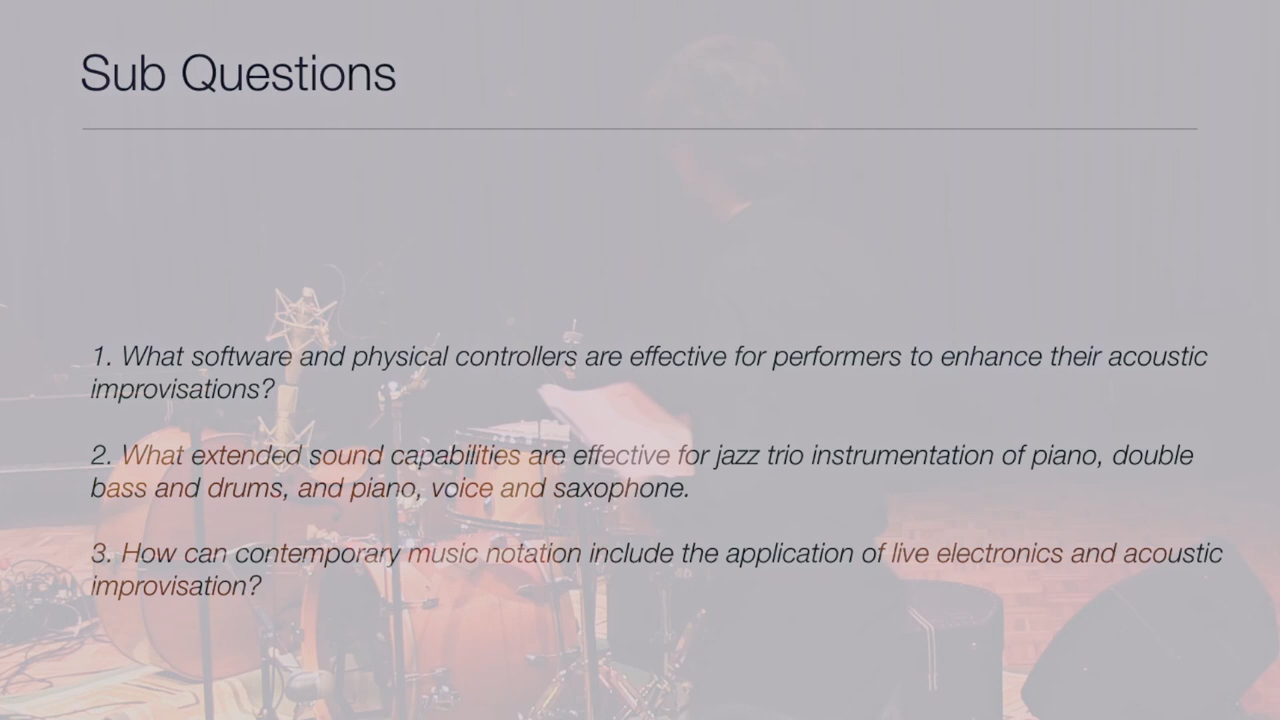 Sub Questions
1. What software and physical controllers are effective for performers to enhance their acoustic
improvisations?
2. What extended sound capabilities are effective for jazz trio instrumentation of piano, double
bass and drums, and piano, voice and saxophone.
3. How can contemporary music notation include the application of live electronics and acoustic
improvisation?